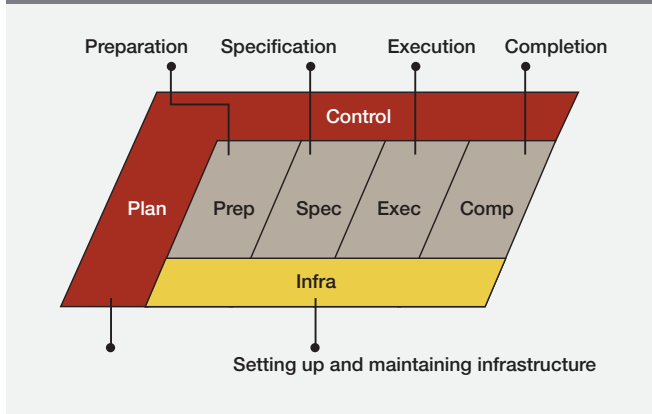 Preparation Specification Execution Completion
Control
Plan Prep Spec Exec Comp
Infra
Setting up and maintaining infrastructure